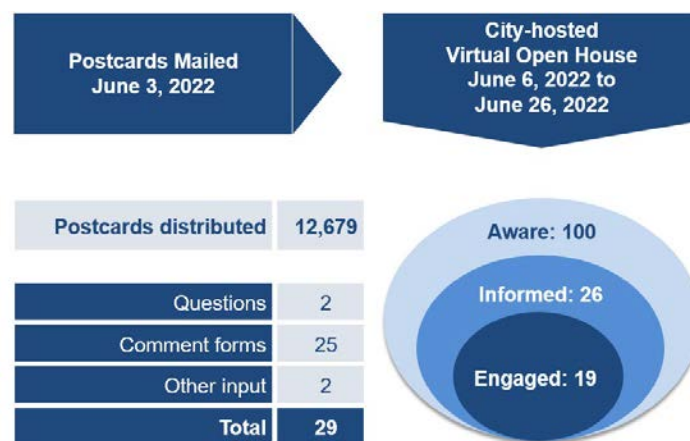 Postcards Mailed
June 3, 2022
City-hosted
Virtual Open House
June 6, 2022 to
June 26, 2022
Postcards distributed 12,679
Questions 2
Comment forms 25
Other input 2
Total 29
Aware: 100
Informed: 26
Engaged: 19